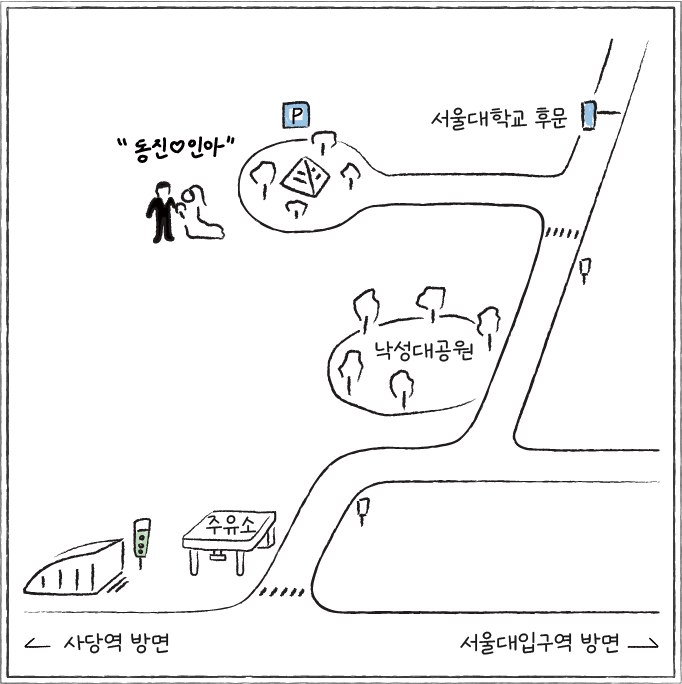 P
서울대학교 후문
"동진♡인아"
낙성대공원
주유소
사당역 방면
서울대입구역 방면